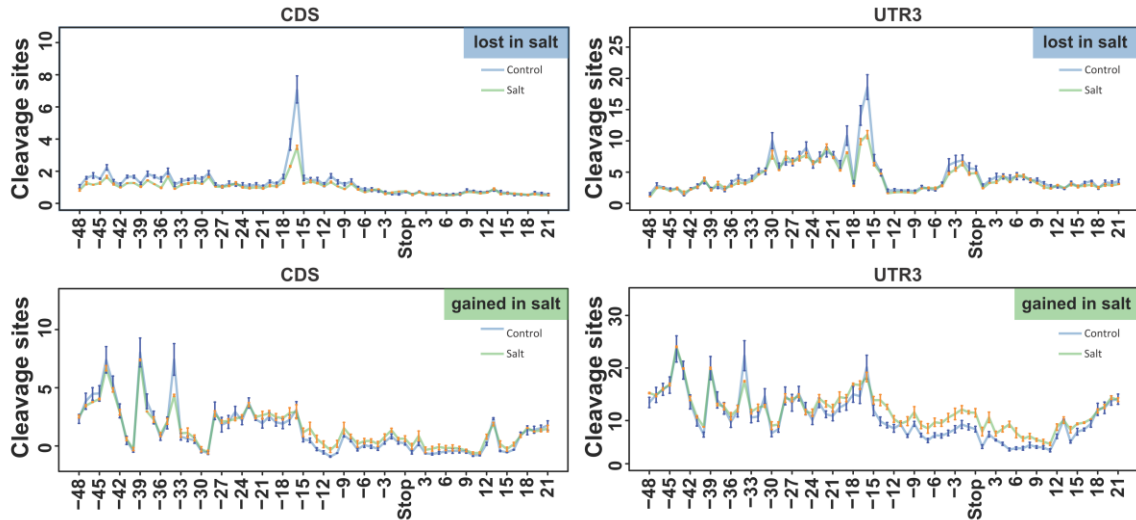 CDS
Cleavage sites
10
8
6
4
2
0
lost in salt
Control
Salt
−48 −45 −42 −39 −36 −33 −30 −27 −24 −21 −18 −15 −12 −9 −6 −3 Stop 3 6 9 12 15 18 21
UTR3
Cleavage sites
25
20
15
10
5
0
lost in salt
Control
Salt
−48 −45 −42 −39 −36 −33 −30 −27 −24 −21 −18 −15 −12 −9 −6 −3 Stop 3 6 9 12 15 18 21
CDS
Cleavage sites
10
5
0
gained in salt
Control
Salt
−48 −45 −42 −39 −36 −33 −30 −27 −24 −21 −18 −15 −12 −9 −6 −3 Stop 3 6 9 12 15 18 21
UTR3
Cleavage sites
30
20
10
0
gained in salt
Control
Salt
−48 −45 −42 −39 −36 −33 −30 −27 −24 −21 −18 −15 −12 −9 −6 −3 Stop 3 6 9 12 15 18 21